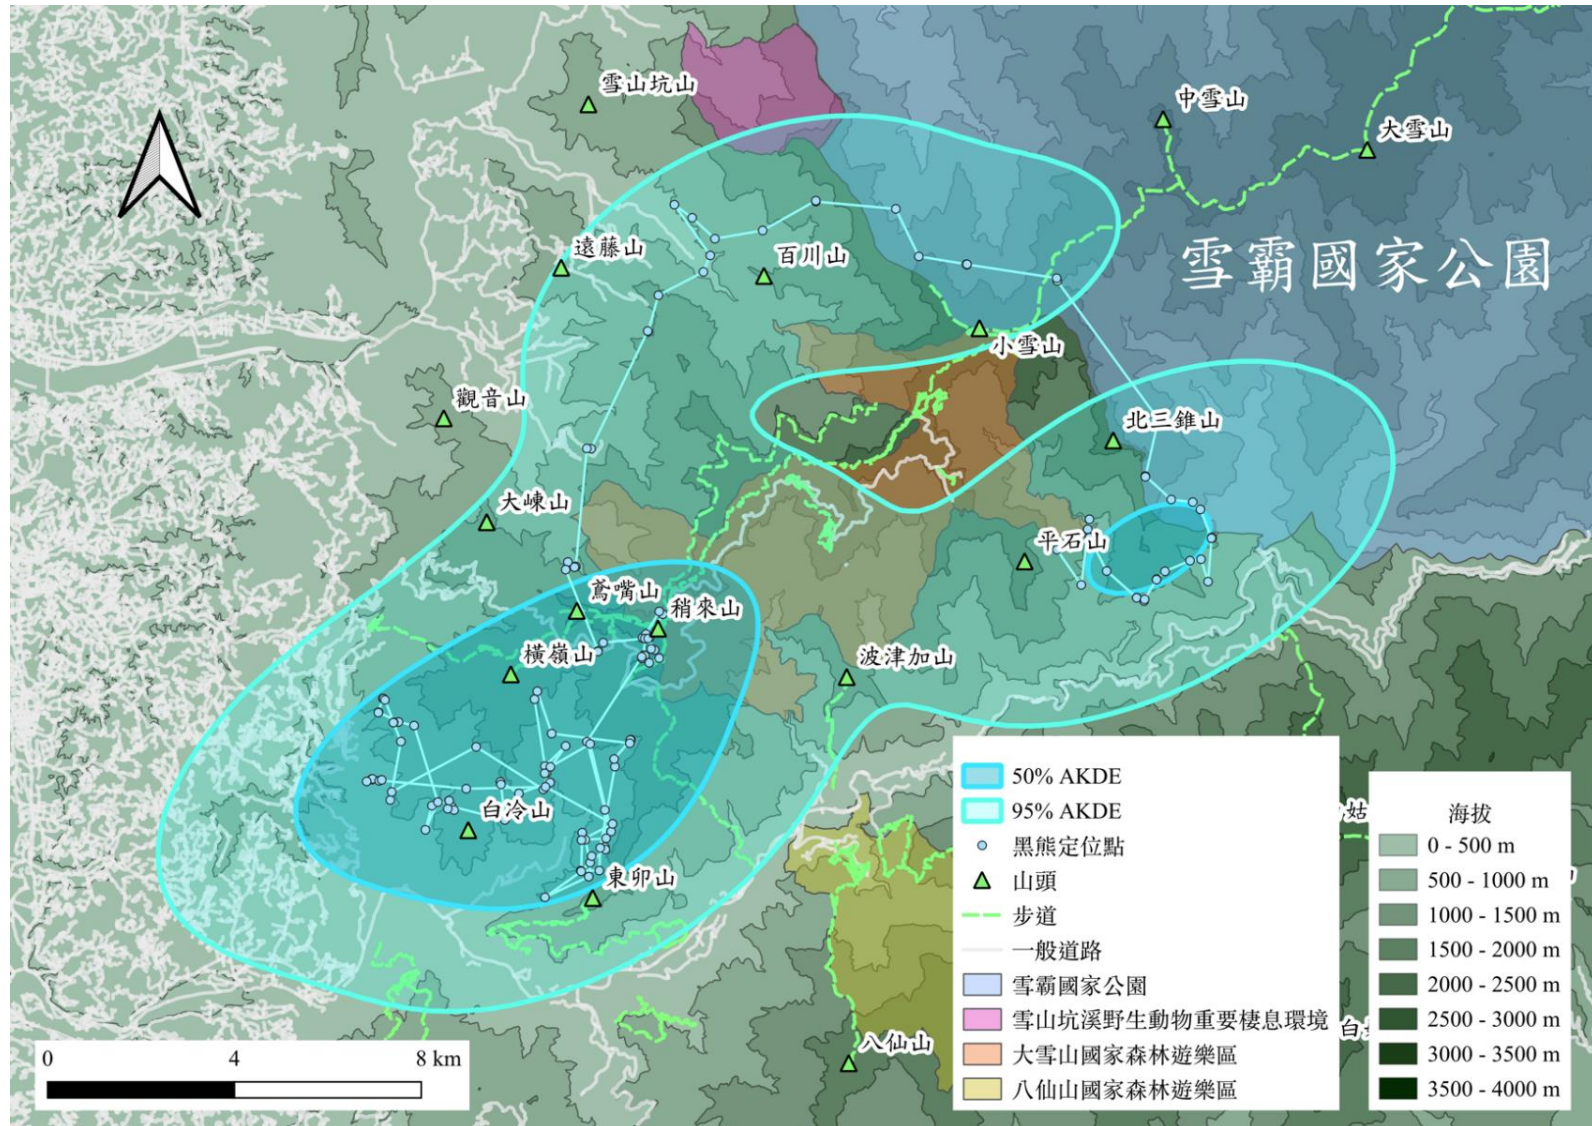 雪山坑山
中雪山
大雪山
遠藤山
百川山
雪霸國家公園
小雪山
觀音山
北三錐山
大崠山
平石山
鳶嘴山
稍來山
橫嶺山
波津加山
白冷山
東卯山
八仙山
50% AKDE
95% AKDE
黑熊定位點
山頭
步道
一般道路
雪霸國家公園
雪山坑溪野生動物重要棲息環境
大雪山國家森林遊樂區
八仙山國家森林遊樂區
姑
白
海拔
0 - 500 m
500 - 1000 m
1000 - 1500 m
1500 - 2000 m
2000 - 2500 m
2500 - 3000 m
3000 - 3500 m
3500 - 4000 m
0 4 8 km